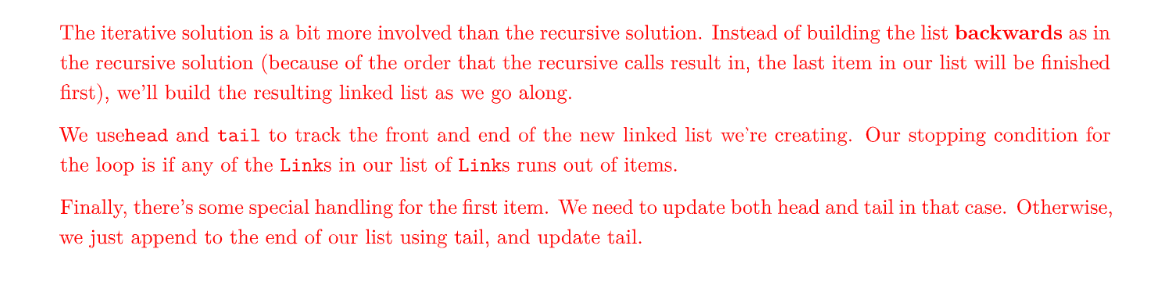 The iterative solution is a bit more involved than the recursive solution. Instead of building the list backwards as in
the recursive solution (because of the order that the recursive calls result in, the last item in our list will be finished
first), we'll build the resulting linked list as we go along.
We usehead and tail to track the front and end of the new linked list we`re creating. Our stopping condition for
the loop is if any of the Links in our list of Links runs out of items.
Finally, there's some special handling for the first item. We need to update both head and tail in that case. Otherwise,
we just append to the end of our list using tail, and update tail.